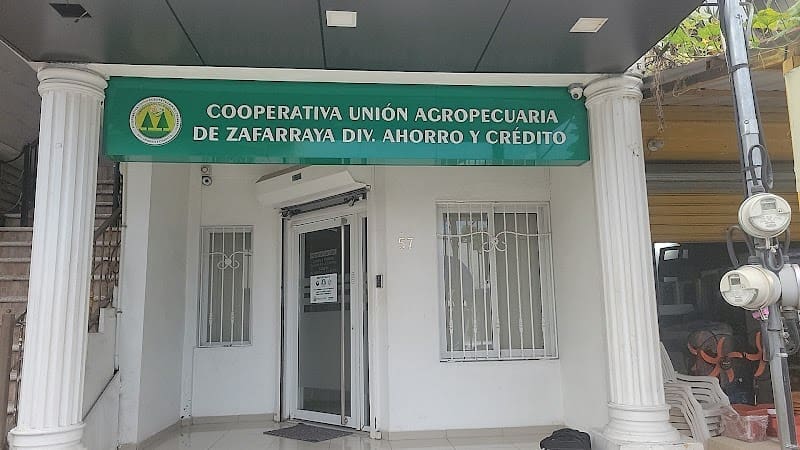 COOPERATIVA UNIÓN AGROPECUARIA
DE ZAFARRAYA DIV. AHORRO Y CRÉDITO
57